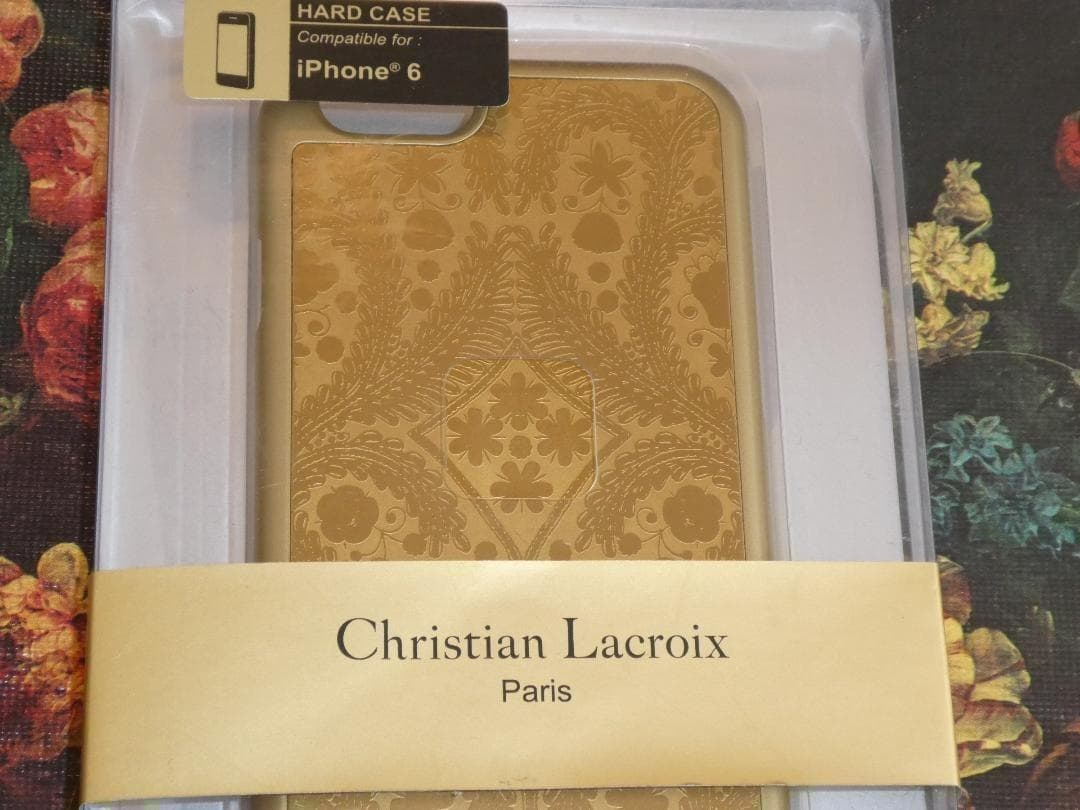 HARD CASE
Compatible for :
iPhone® 6
Christian Lacroix
Paris